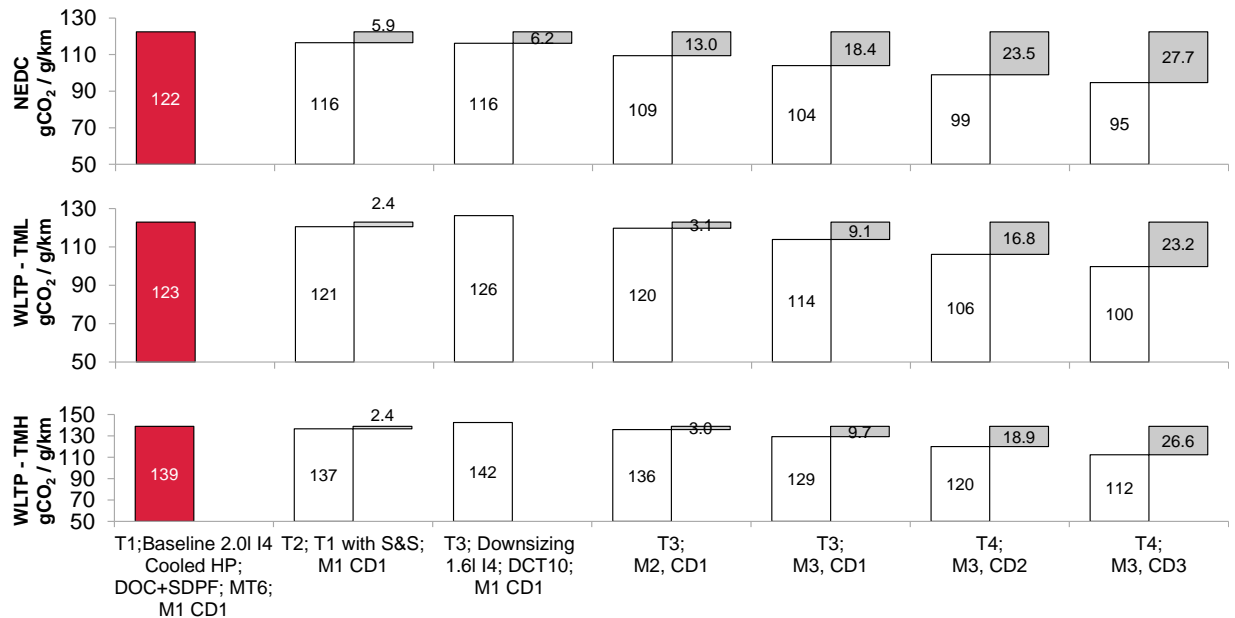 NEDC
gCO₂ / g/km
130
110
90
70
50
122
116
5.9
116
6.2
109
13.0
104
18.4
99
23.5
95
27.7
WLTP - TML
gCO₂ / g/km
130
110
90
70
50
123
121
2.4
126
120
3.1
114
9.1
106
16.8
100
23.2
WLTP - TMH
gCO₂ / g/km
150
130
110
90
70
50
139
137
2.4
142
136
3.0
129
9.7
120
18.9
112
26.6
T1;Baseline 2.0l I4
Cooled HP;
DOC+SDPF; MT6;
M1 CD1
T2; T1 with S&S;
M1 CD1
T3; Downsizing
1.6l I4; DCT10;
M1 CD1
T3;
M2, CD1
T3;
M3, CD1
T4;
M3, CD2
T4;
M3, CD3